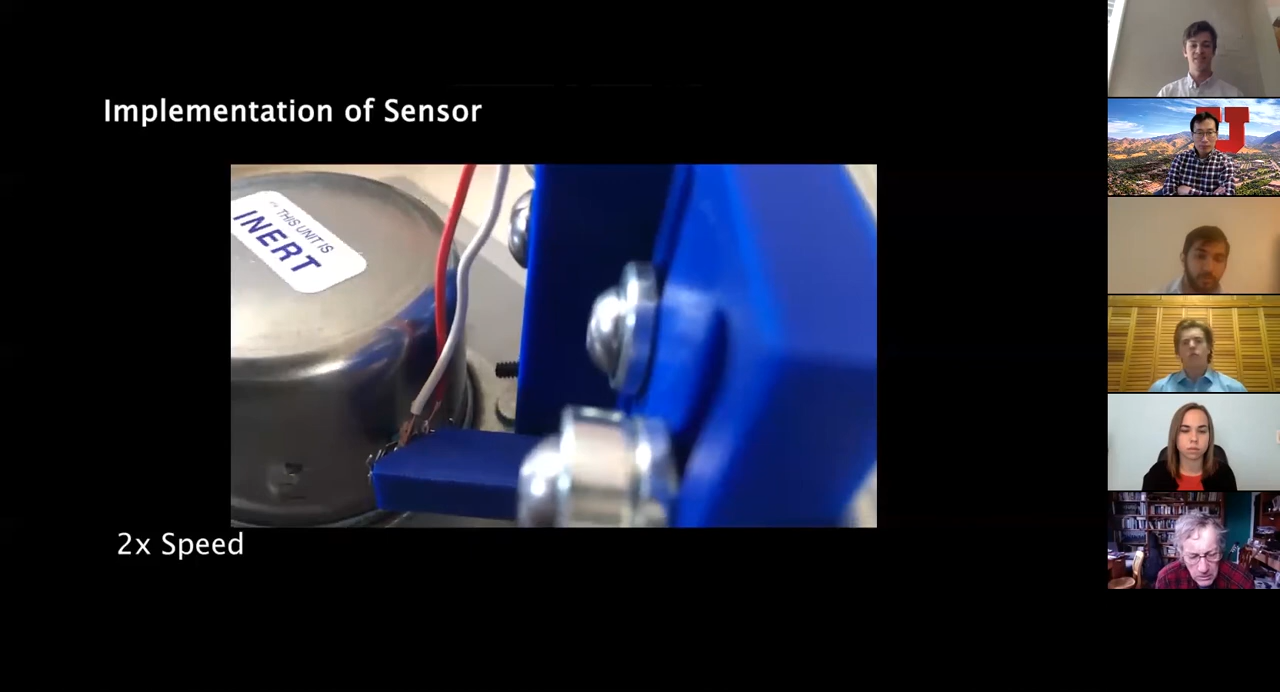 Implementation of Sensor
THIS UNIT IS
INERT
2x Speed
U